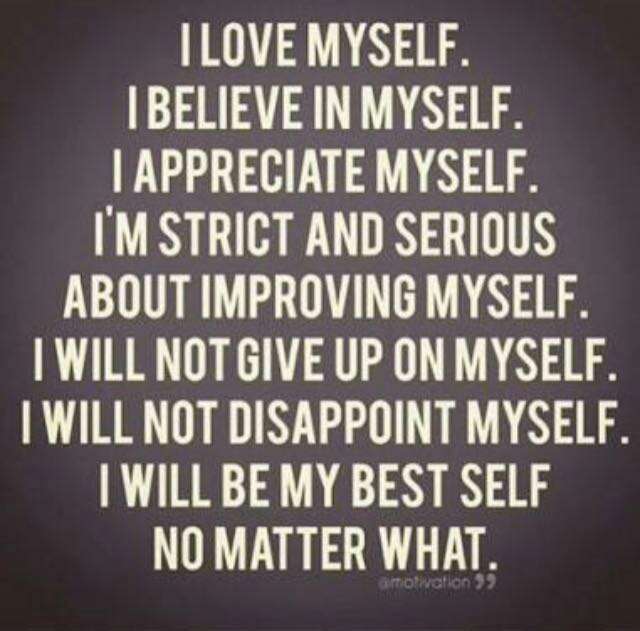 I LOVE MYSELF.
I BELIEVE IN MYSELF.
I APPRECIATE MYSELF.
I'M STRICT AND SERIOUS
ABOUT IMPROVING MYSELF.
I WILL NOT GIVE UP ON MYSELF.
I WILL NOT DISAPPOINT MYSELF.
I WILL BE MY BEST SELF
NO MATTER WHAT.
@motivation ”